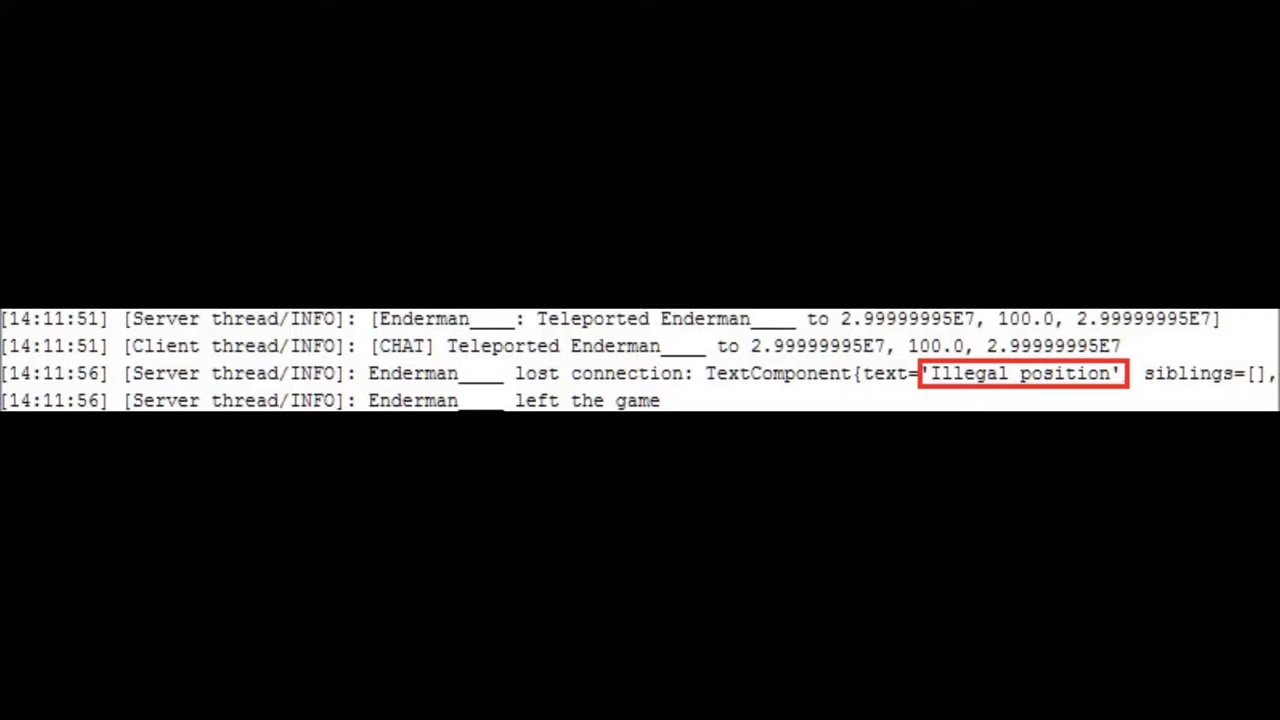 [14:11:51] [Server thread/INFO]: [Enderman____: Teleported Enderman____ to 2.99999995E7, 100.0, 2.99999995E7]
[14:11:51] [Client thread/INFO]: [CHAT] Teleported Enderman____ to 2.99999995E7, 100.0, 2.99999995E7
[14:11:56] [Server thread/INFO]: Enderman____ lost connection: TextComponent{text='Illegal position' siblings=[],
[14:11:56] [Server thread/INFO]: Enderman____ left the game